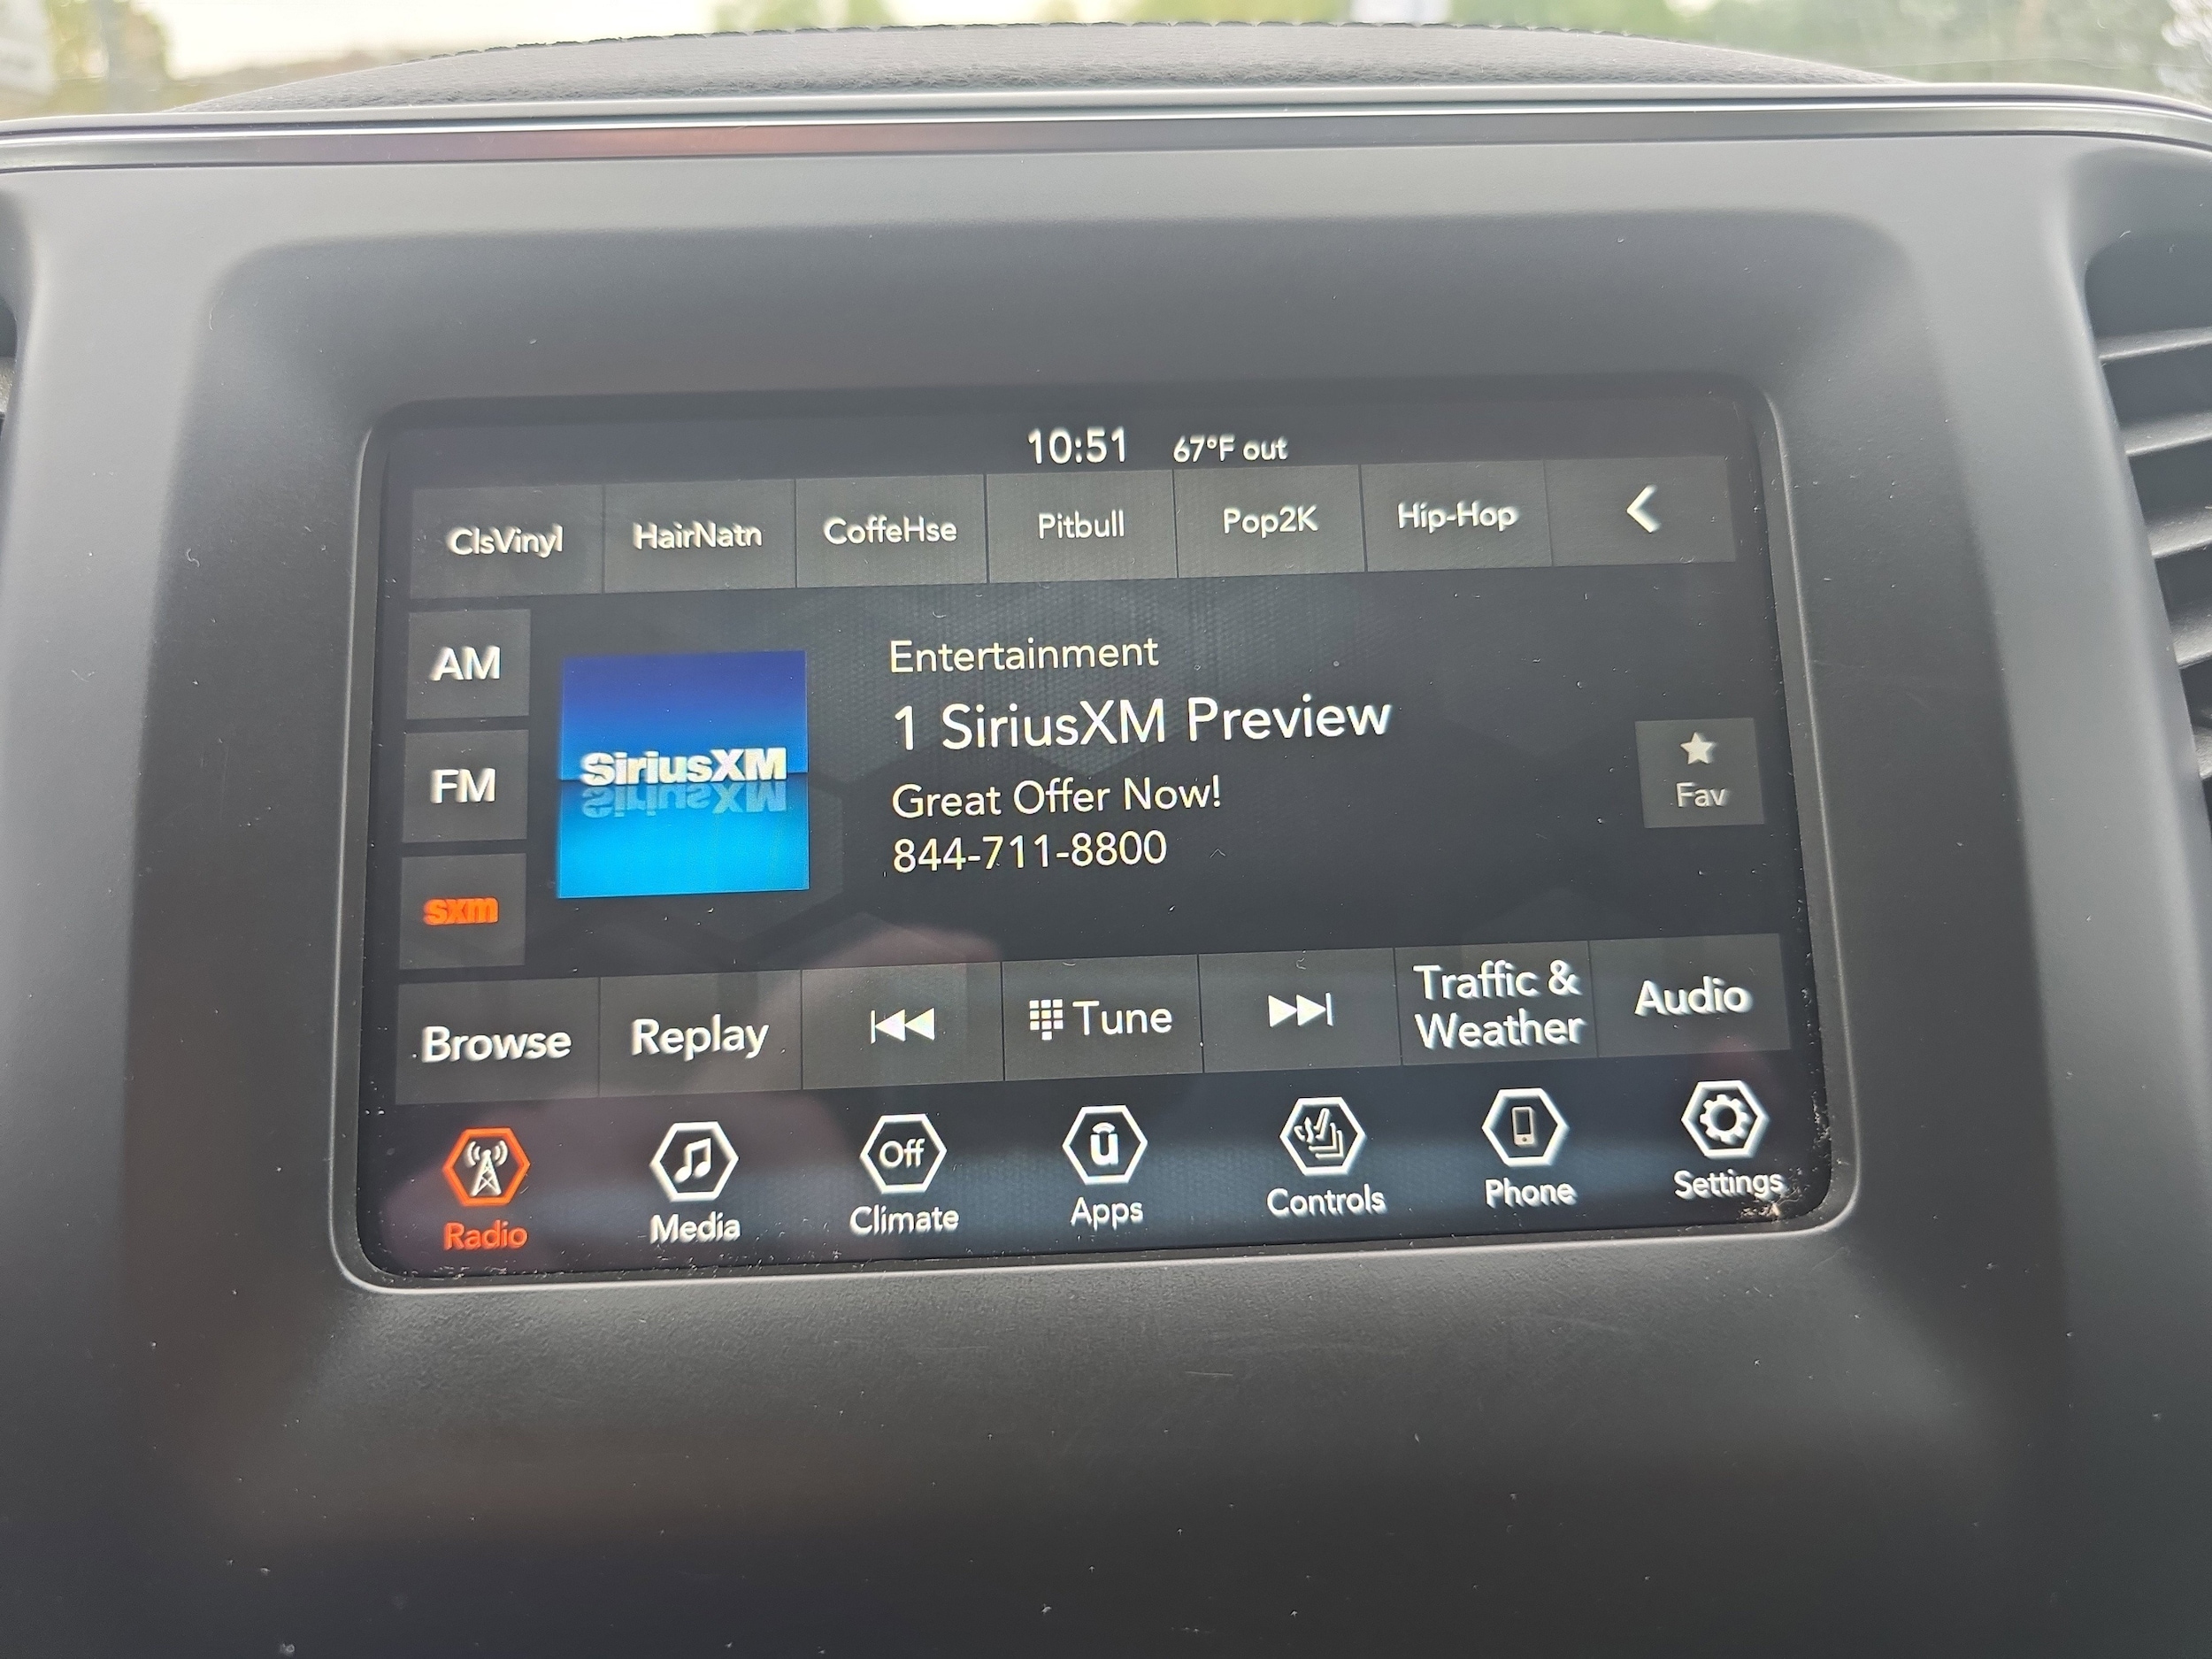 10:51 67°F out
ClsVinyl HairNatn CoffeHse Pitbull Pop2K Hip-Hop
AM
FM
sxm
SiriusXM
Entertainment
1 SiriusXM Preview
Great Offer Now!
844-711-8800
Fav
Browse Replay Tune Traffic & Weather Audio
Off
Radio Media Climate Apps Controls Phone Settings